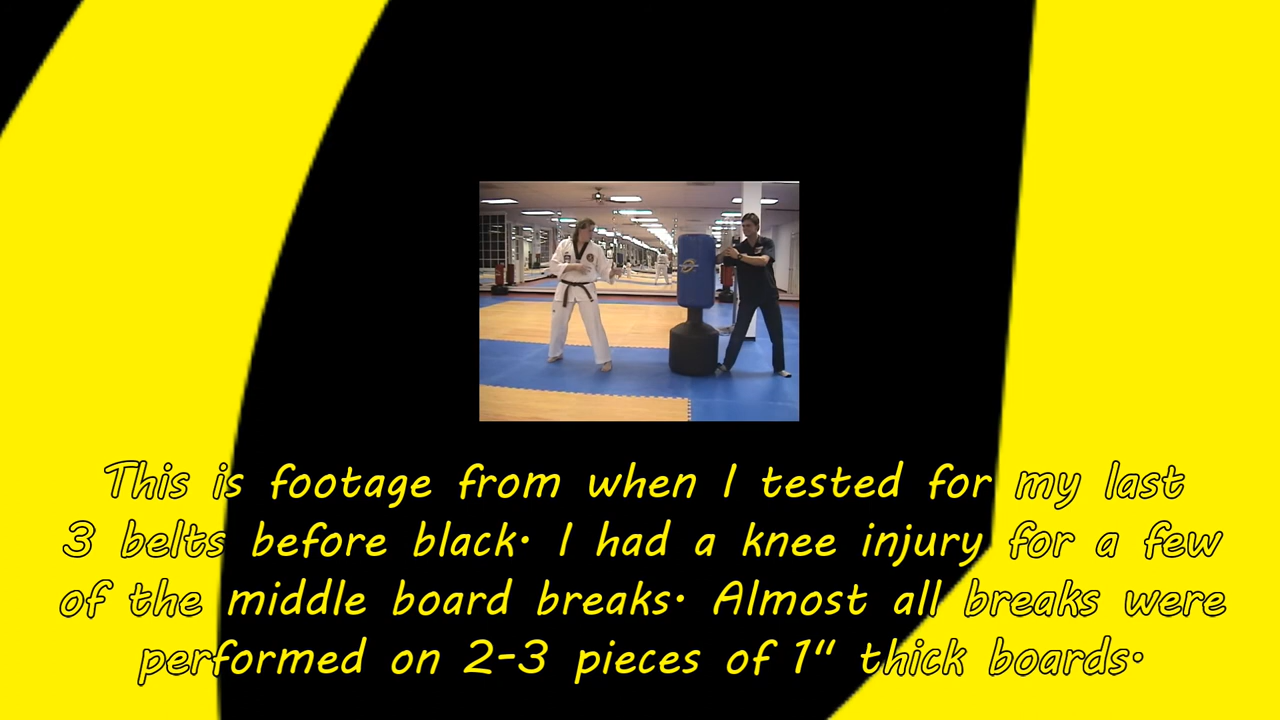 This is footage from when I tested for my last
3 belts before black. I had a knee injury for a few
of the middle board breaks. Almost all breaks were
performed on 2-3 pieces of 1" thick boards.